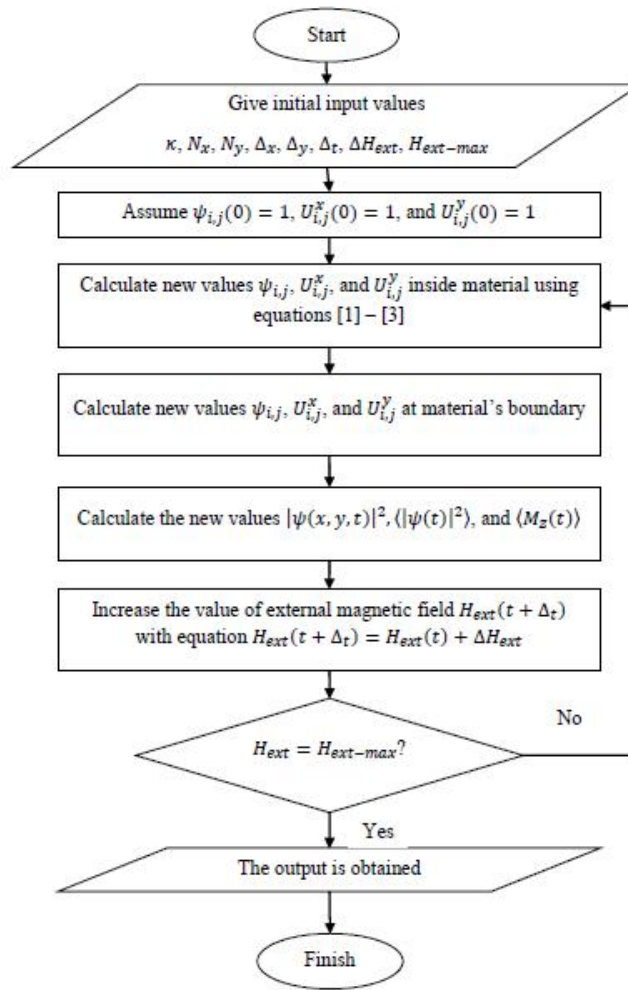 Start
Give initial input values
κ, Nₓ, N_y, Δₓ, Δ_y, Δ_t, ΔH_ext, H_ext−max
Assume ψ_i,j(0) = 1, U^x_i,j(0) = 1, and U^y_i,j(0) = 1
Calculate new values ψ_i,j, U^x_i,j, and U^y_i,j inside material using
equations [1] – [3]
Calculate new values ψ_i,j, U^x_i,j, and U^y_i,j at material's boundary
Calculate the new values |ψ(x, y, t)|², ⟨|ψ(t)|²⟩, and ⟨M_z(t)⟩
Increase the value of external magnetic field H_ext(t + Δ_t)
with equation H_ext(t + Δ_t) = H_ext(t) + ΔH_ext
No
H_ext = H_ext−max?
Yes
The output is obtained
Finish